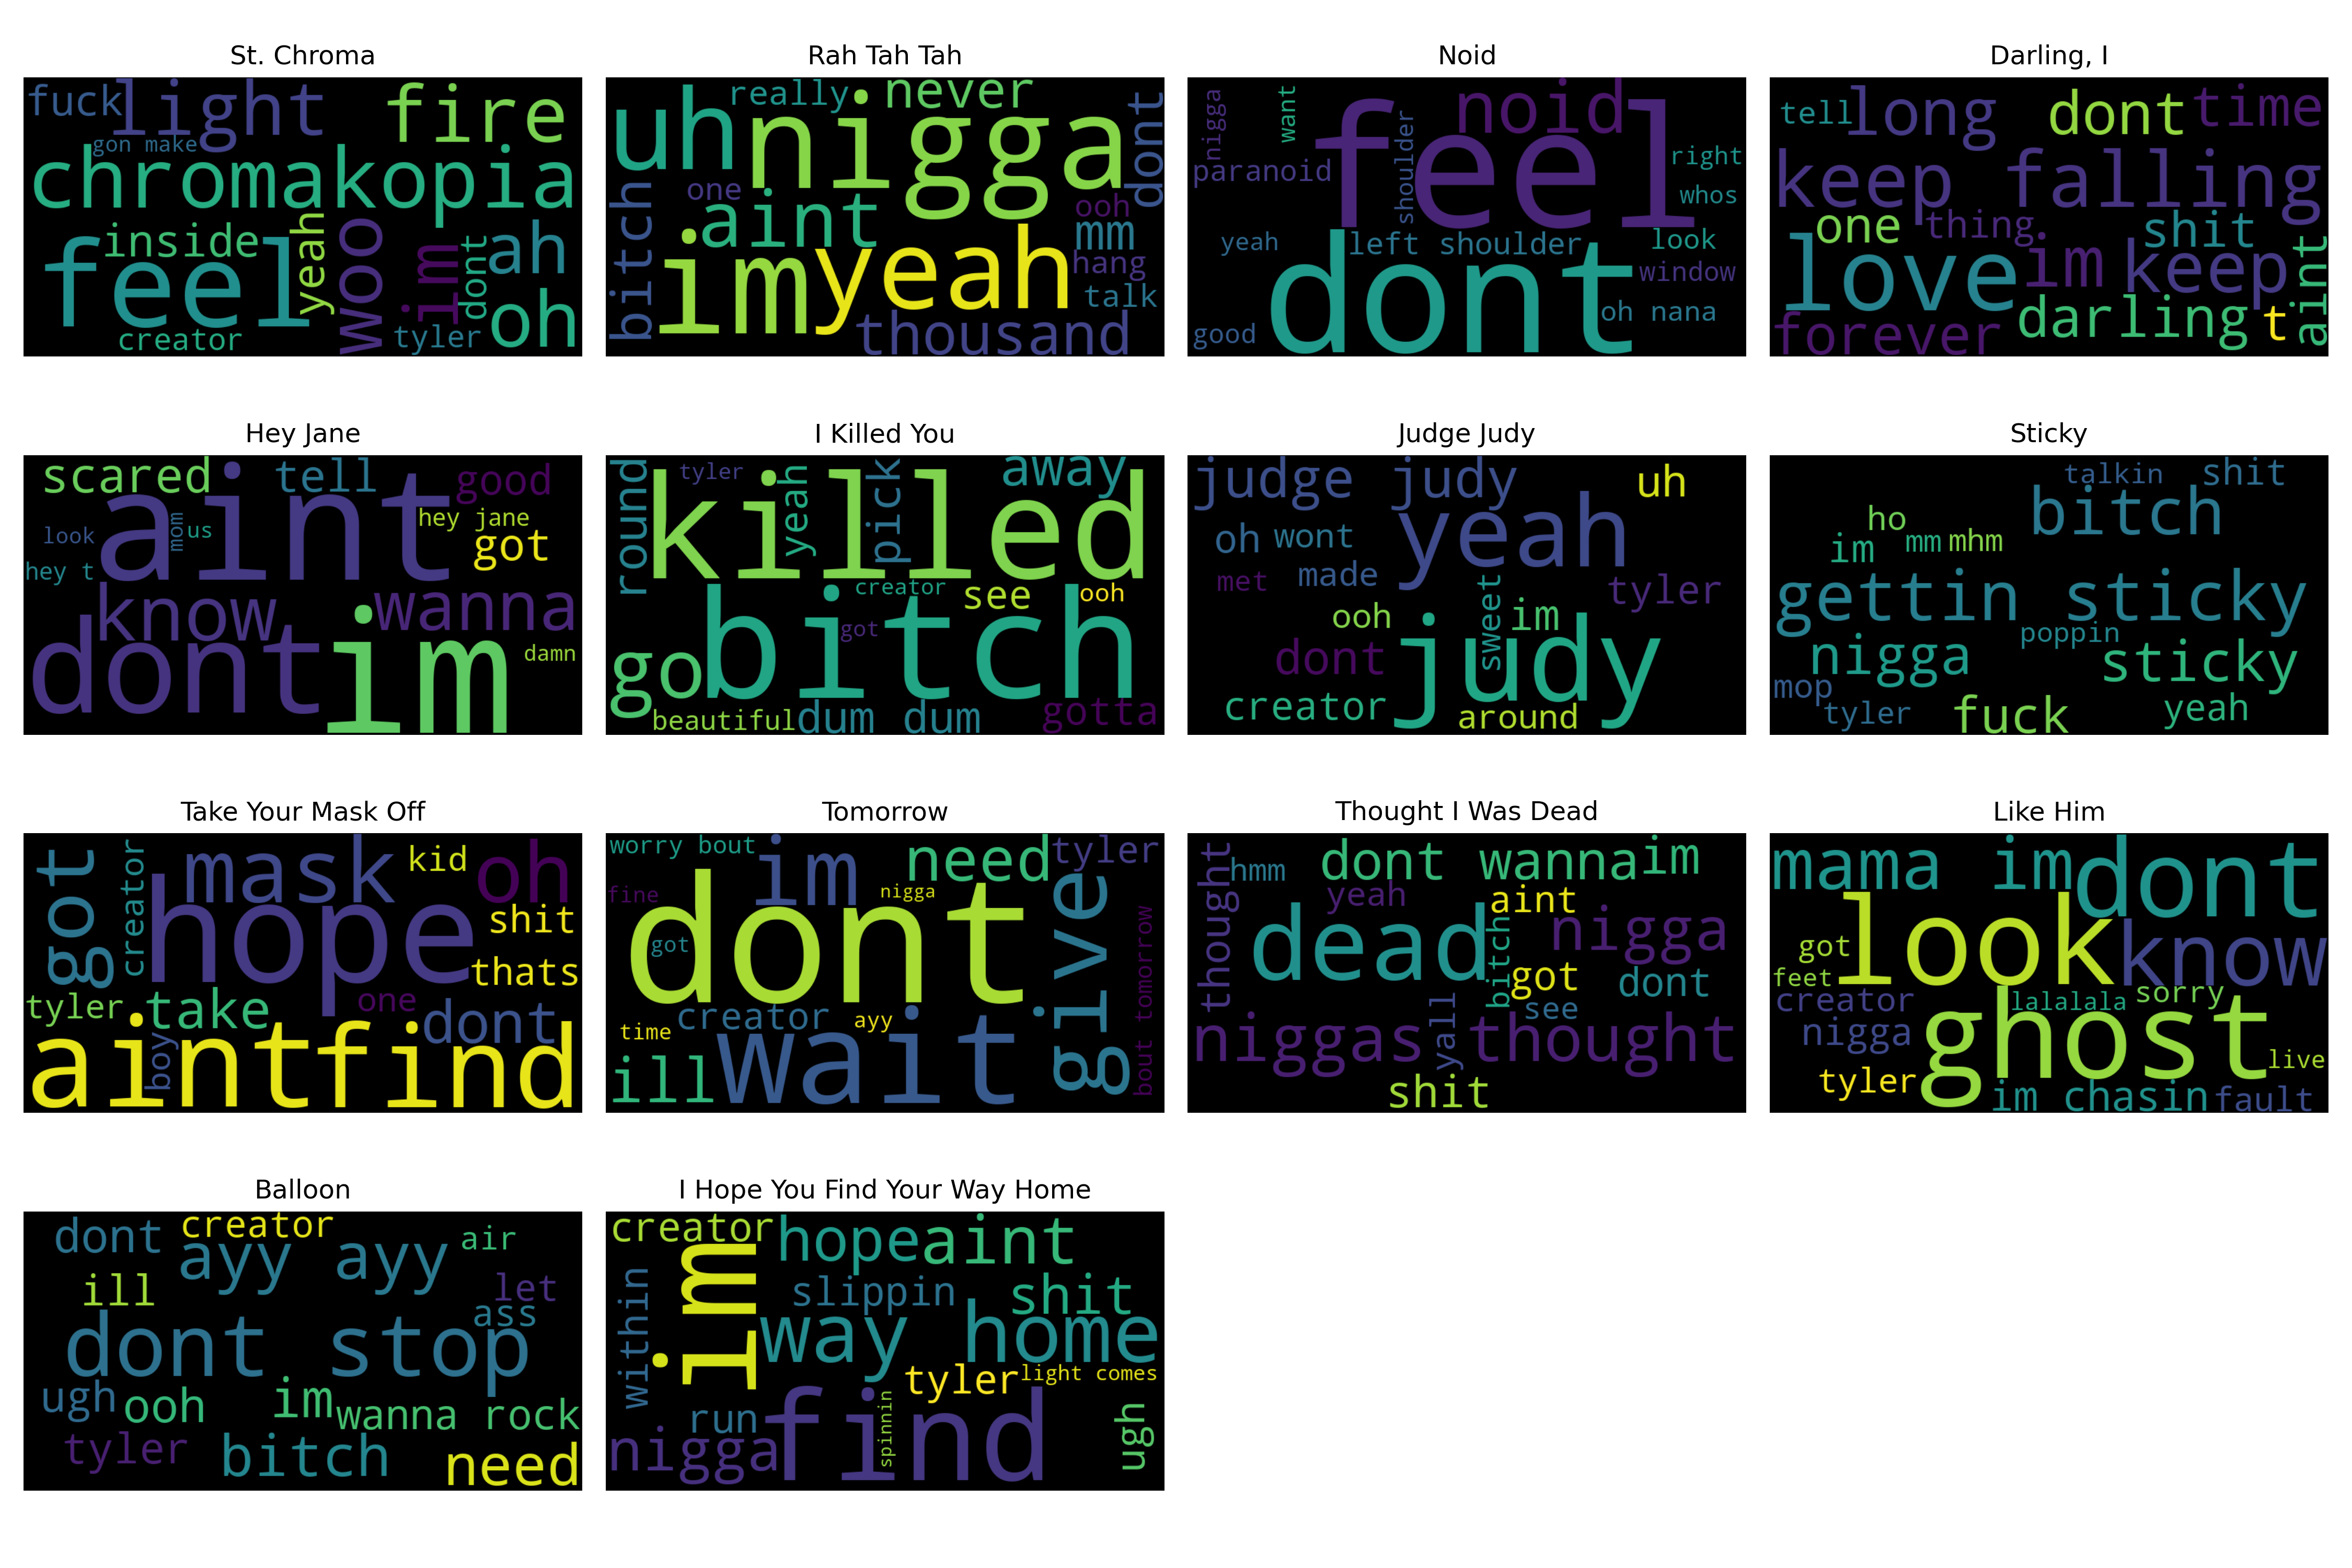 St. Chroma
fuck
light
fire
gon make
chromakopia
inside
yeah
woo
im
dont
ah
feel
creator
tyler
oh
Rah Tah Tah
uh
really
never
nigga
dont
bitch
one
aint
ooh
mm
im
yeah
hang
talk
thousand
Noid
nigga
want
feel
noid
shoulder
paranoid
right
whos
yeah
left shoulder
look
window
dont
oh nana
good
Darling, I
tell
long
dont
time
keep falling
one
thing
shit
love
im
keep
aint
forever
darling
t
Hey Jane
scared
tell
good
aint
look
mom
us
hey jane
got
hey t
know
wanna
dont
im
damn
I Killed You
round
tyler
yeah
pick
away
killed
creator
see
ooh
bitch
got
go
beautiful
dum dum
gotta
Judge Judy
judge judy
uh
yeah
oh
wont
met
made
tyler
ooh
sweet
im
dont
judy
creator
around
Sticky
talkin
shit
bitch
ho
im
mm
mhm
gettin sticky
poppin
nigga
sticky
mop
tyler
fuck
yeah
Take Your Mask Off
got
creator
mask
kid
oh
hope
shit
thats
tyler
take
one
dont
boy
aint
find
Tomorrow
worry bout
im
need
tyler
fine
nigga
dont
give
got
bout tomorrow
creator
ayy
time
wait
ill
Thought I Was Dead
thought
hmm
dont wanna
im
yeah
aint
dead
bitch
nigga
got
dont
see
yall
niggas thought
shit
Like Him
mama im
dont
look
know
got
feet
creator
lalalala
sorry
nigga
ghost
live
tyler
im chasin
fault
Balloon
dont
creator
air
ayy ayy
ill
let
ass
dont stop
ugh
ooh
im
wanna rock
tyler
bitch
need
I Hope You Find Your Way Home
creator
hope
aint
im
within
slippin
shit
way home
tyler
light comes
run
spinnin
find
ugh
nigga